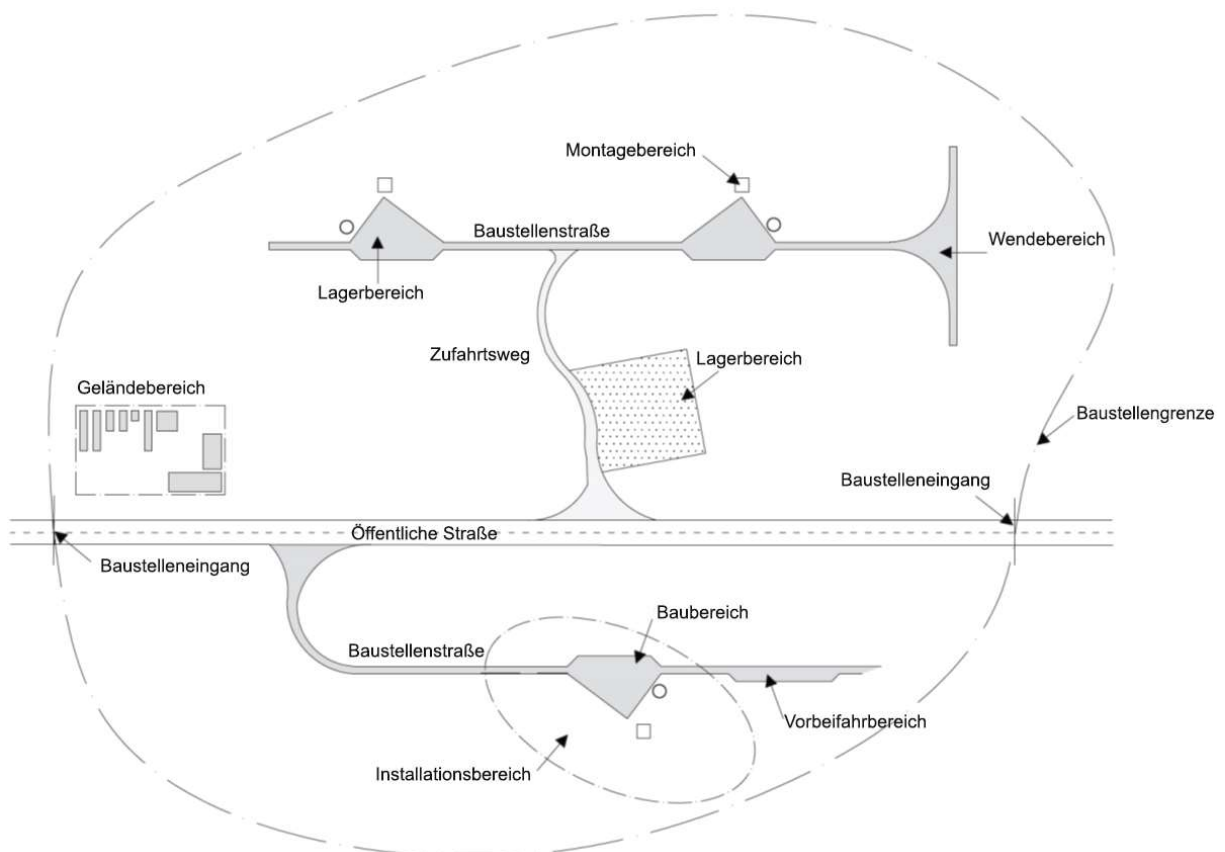 Montagebereich
Baustellenstraße
Wendebereich
Lagerbereich
Zufahrtsweg
Lagerbereich
Geländebereich
Baustellengrenze
Baustelleneingang
Öffentliche Straße
Baustelleneingang
Baubereich
Baustellenstraße
Vorbeifahrbereich
Installationsbereich